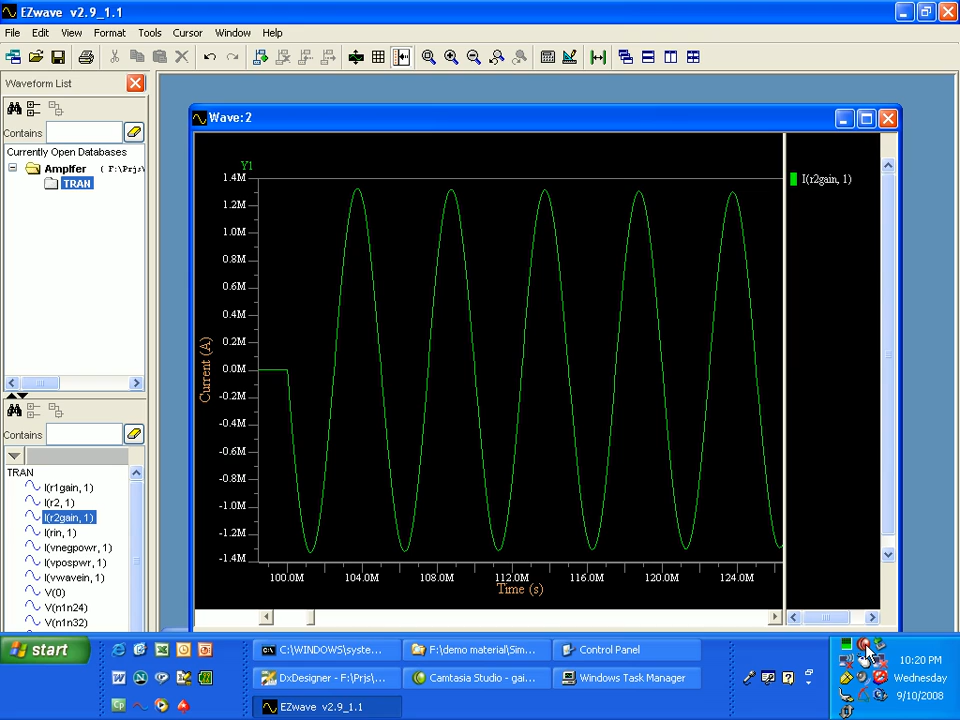 EZwave v2.9_1.1
File Edit View Format Tools Cursor Window Help
Waveform List
Contains
Currently Open Databases
Amplfer ( F:\Prjs\
TRAN
Contains
TRAN
I(r1gain, 1)
I(r2, 1)
I(r2gain, 1)
I(rin, 1)
I(vnegpowr, 1)
I(vpospwr, 1)
I(vwavein, 1)
V(0)
V(n1n24)
V(n1n32)
Wave:2
Y1
1.4M
1.2M
1.0M
0.8M
0.6M
0.4M
0.2M
0.0M
-0.2M
-0.4M
-0.6M
-0.8M
-1.0M
-1.2M
-1.4M
Current (A)
100.0M 104.0M 108.0M 112.0M 116.0M 120.0M 124.0M
Time (s)
I(r2gain, 1)
start
C:\WINDOWS\syste...
F:\demo material\Sim...
Control Panel
DxDesigner - F:\Prjs\...
Camtasia Studio - gai...
Windows Task Manager
EZwave v2.9_1.1
10:20 PM
Wednesday
9/10/2008